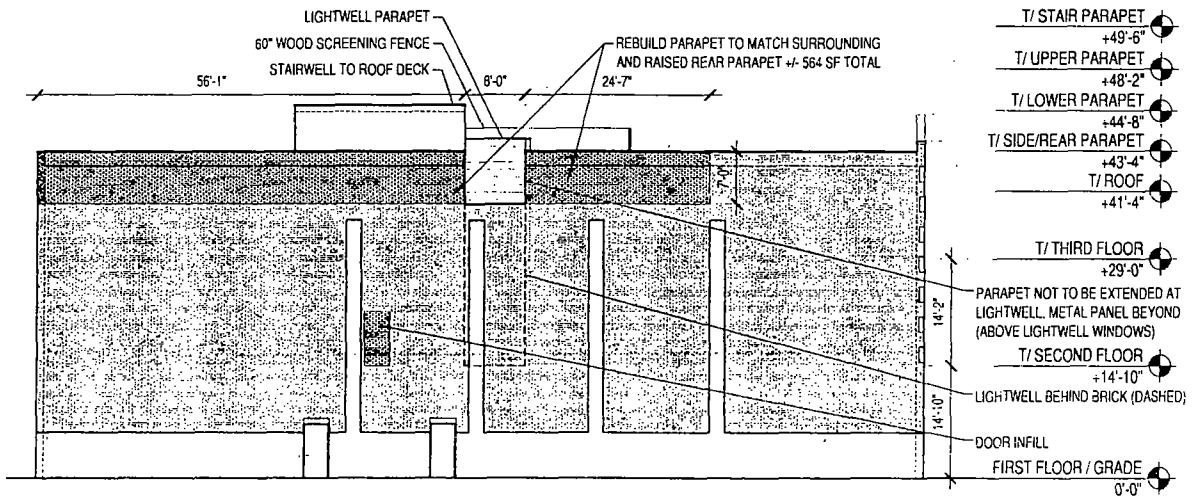 LIGHTWELL PARAPET
60" WOOD SCREENING FENCE
STAIRWELL TO ROOF DECK
REBUILD PARAPET TO MATCH SURROUNDING
AND RAISED REAR PARAPET +/- 564 SF TOTAL
56'-1"
8'-0"
24'-7"
7'-0"
T/ STAIR PARAPET
+49'-6"
T/ UPPER PARAPET
+48'-2"
T/ LOWER PARAPET
+44'-8"
T/ SIDE/REAR PARAPET
+43'-4"
T/ ROOF
+41'-4"
T/ THIRD FLOOR
+29'-0"
PARAPET NOT TO BE EXTENDED AT
LIGHTWELL, METAL PANEL BEYOND
(ABOVE LIGHTWELL WINDOWS)
14'-2"
T/ SECOND FLOOR
+14'-10"
LIGHTWELL BEHIND BRICK (DASHED)
14'-10"
DOOR INFILL
FIRST FLOOR / GRADE
0'-0"